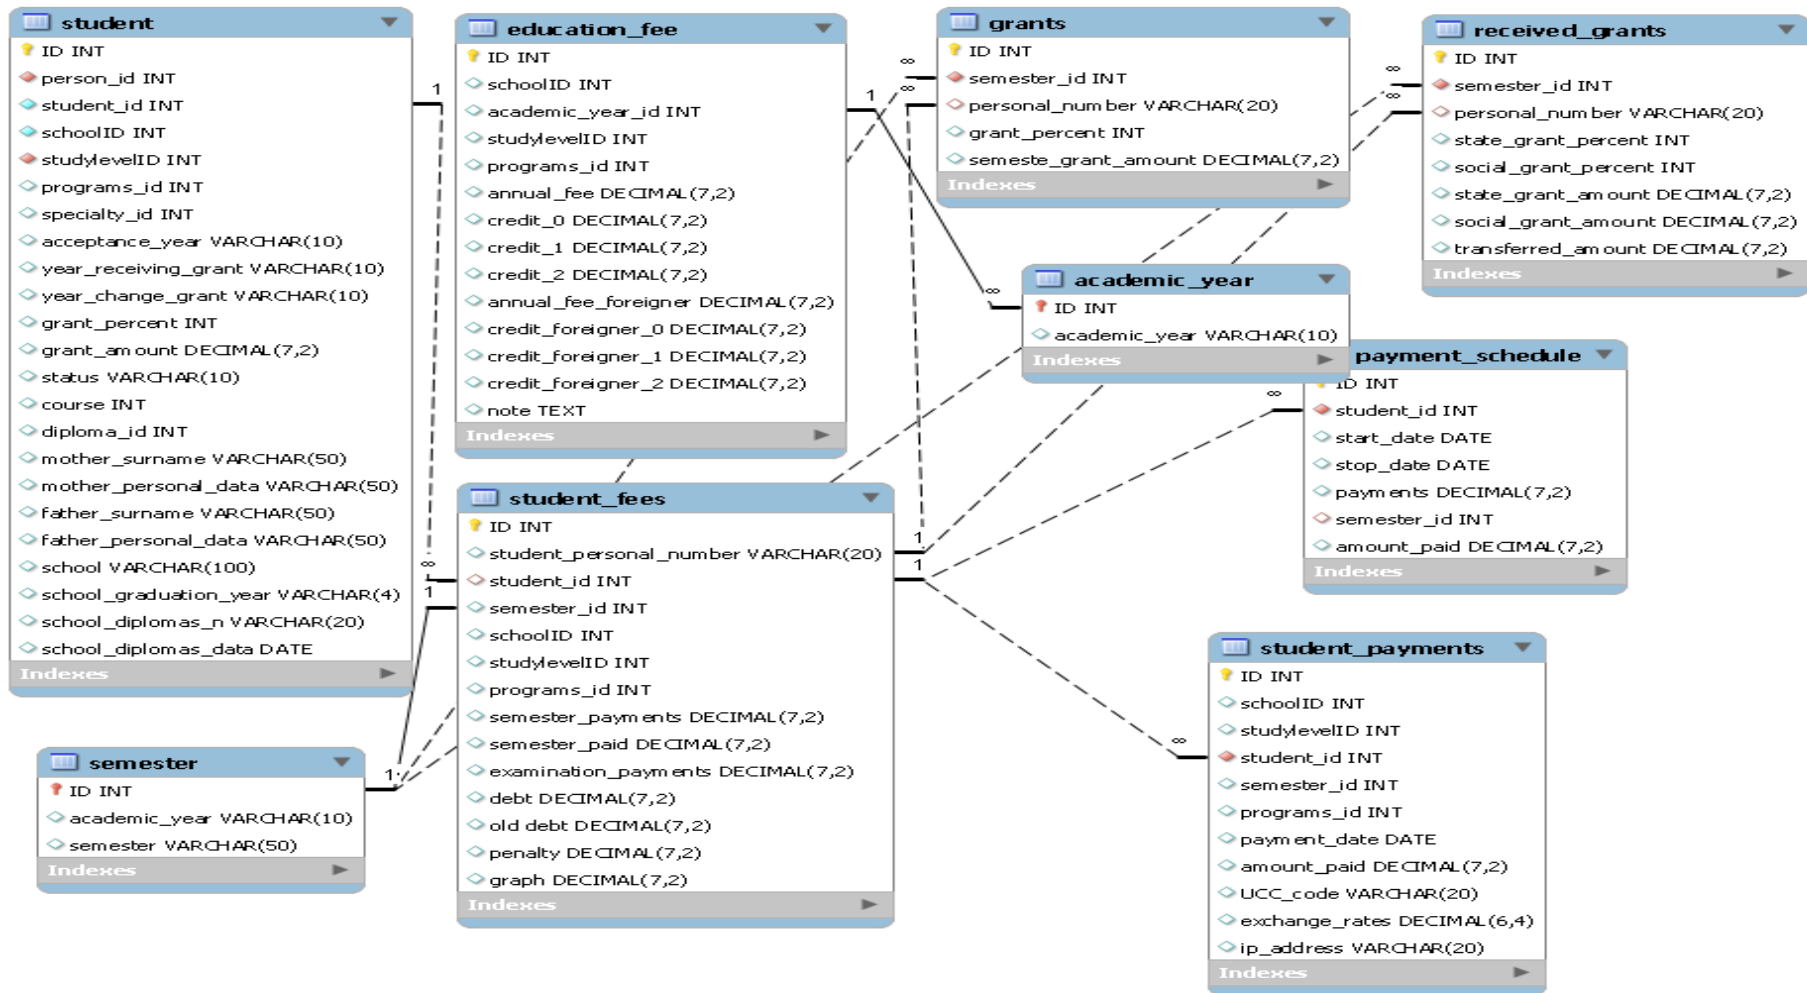 student
ID INT
person_id INT
student_id INT
schoolID INT
studylevelID INT
programs_id INT
specialty_id INT
acceptance_year VARCHAR(10)
year_receiving_grant VARCHAR(10)
year_change_grant VARCHAR(10)
grant_percent INT
grant_amount DECIMAL(7,2)
status VARCHAR(10)
course INT
diploma_id INT
mother_surname VARCHAR(50)
mother_personal_data VARCHAR(50)
father_surname VARCHAR(50)
father_personal_data VARCHAR(50)
school VARCHAR(100)
school_graduation_year VARCHAR(4)
school_diplomas_n VARCHAR(20)
school_diplomas_data DATE
Indexes
semester
ID INT
academic_year VARCHAR(10)
semester VARCHAR(50)
Indexes
education_fee
ID INT
schoolID INT
academic_year_id INT
studylevelID INT
programs_id INT
annual_fee DECIMAL(7,2)
credit_0 DECIMAL(7,2)
credit_1 DECIMAL(7,2)
credit_2 DECIMAL(7,2)
annual_fee_foreigner DECIMAL(7,2)
credit_foreigner_0 DECIMAL(7,2)
credit_foreigner_1 DECIMAL(7,2)
credit_foreigner_2 DECIMAL(7,2)
note TEXT
Indexes
student_fees
ID INT
student_personal_number VARCHAR(20)
student_id INT
semester_id INT
schoolID INT
studylevelID INT
programs_id INT
semester_payments DECIMAL(7,2)
semester_paid DECIMAL(7,2)
examination_payments DECIMAL(7,2)
debt DECIMAL(7,2)
old debt DECIMAL(7,2)
penalty DECIMAL(7,2)
graph DECIMAL(7,2)
Indexes
grants
ID INT
semester_id INT
personal_number VARCHAR(20)
grant_percent INT
semeste_grant_amount DECIMAL(7,2)
Indexes
academic_year
ID INT
academic_year VARCHAR(10)
Indexes
received_grants
ID INT
semester_id INT
personal_number VARCHAR(20)
state_grant_percent INT
social_grant_percent INT
state_grant_amount DECIMAL(7,2)
social_grant_amount DECIMAL(7,2)
transferred_amount DECIMAL(7,2)
Indexes
payment_schedule
ID INT
student_id INT
start_date DATE
stop_date DATE
payments DECIMAL(7,2)
semester_id INT
amount_paid DECIMAL(7,2)
Indexes
student_payments
ID INT
schoolID INT
studylevelID INT
student_id INT
semester_id INT
programs_id INT
payment_date DATE
amount_paid DECIMAL(7,2)
UCC_code VARCHAR(20)
exchange_rates DECIMAL(6,4)
ip_address VARCHAR(20)
Indexes
1
∞
1
1
1
∞
∞
∞
∞
∞
1
1
∞
∞